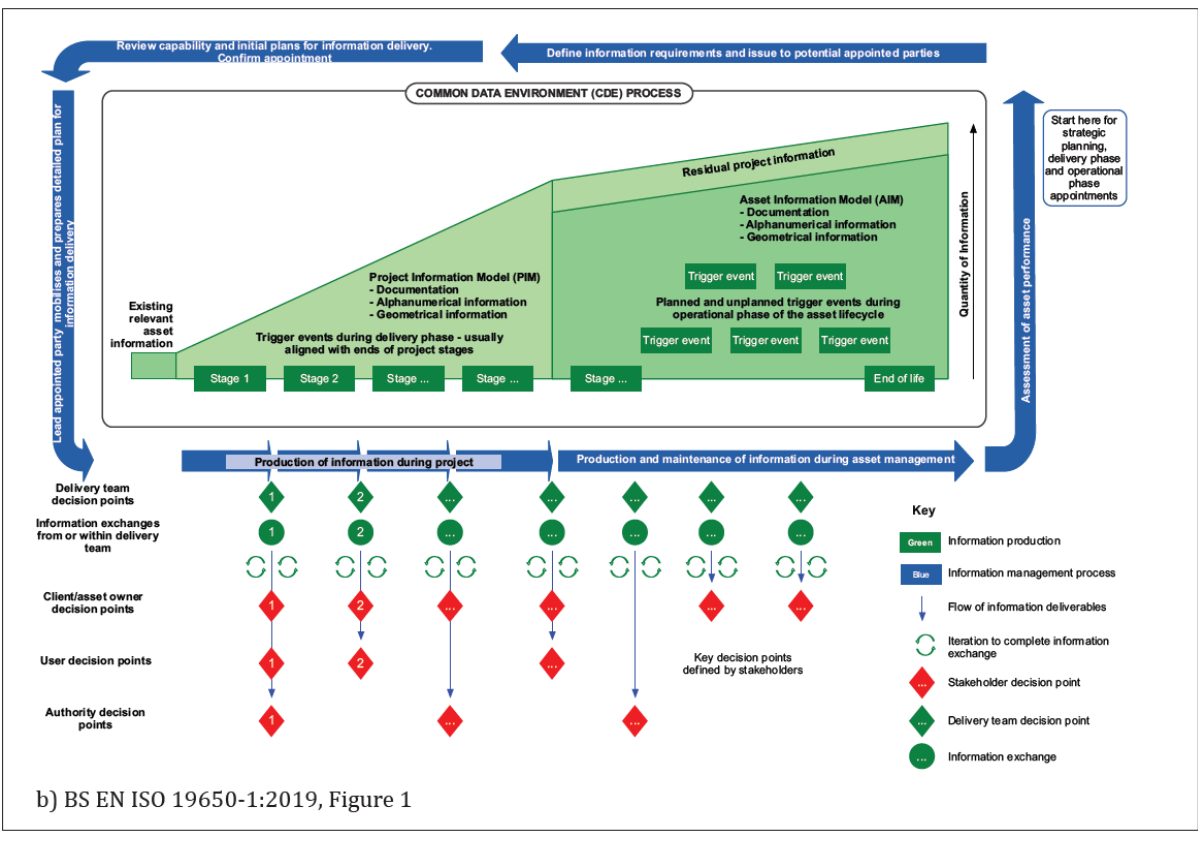 Review capability and initial plans for information delivery.
Confirm appointment
Define information requirements and issue to potential appointed parties
Lead appointed party mobilises and prepares detailed plan for
information delivery
COMMON DATA ENVIRONMENT (CDE) PROCESS
Start here for
strategic
planning,
delivery phase
and operational
phase
appointments
Assessment of asset performance
Quantity of Information
Residual project information
Asset Information Model (AIM)
- Documentation
- Alphanumerical information
- Geometrical information
Trigger event
Trigger event
Planned and unplanned trigger events during
operational phase of the asset lifecycle
Trigger event
Trigger event
Trigger event
Project Information Model (PIM)
- Documentation
- Alphanumerical information
- Geometrical information
Existing
relevant
asset
information
Trigger events during delivery phase - usually
aligned with ends of project stages
Stage 1
Stage 2
Stage ...
Stage ...
Stage ...
End of life
Production of information during project
Production and maintenance of information during asset management
Delivery team
decision points
1
2
...
...
...
...
...
Information exchanges
from or within delivery
team
1
2
...
...
...
...
...
Client/asset owner
decision points
1
2
...
...
...
...
User decision points
1
2
...
Key decision points
defined by stakeholders
Authority decision
points
1
...
...
Key
Green
Information production
Blue
Information management process
Flow of information deliverables
Iteration to complete information
exchange
...
Stakeholder decision point
...
Delivery team decision point
...
Information exchange
b) BS EN ISO 19650-1:2019, Figure 1